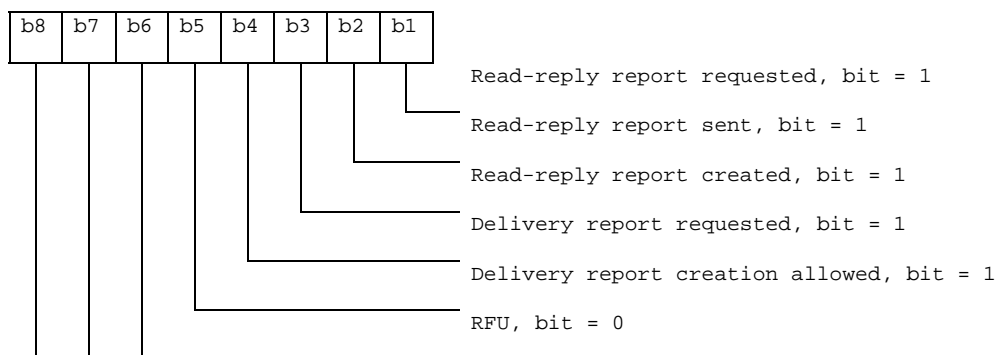 b8 b7 b6 b5 b4 b3 b2 b1
Read-reply report requested, bit = 1
Read-reply report sent, bit = 1
Read-reply report created, bit = 1
Delivery report requested, bit = 1
Delivery report creation allowed, bit = 1
RFU, bit = 0